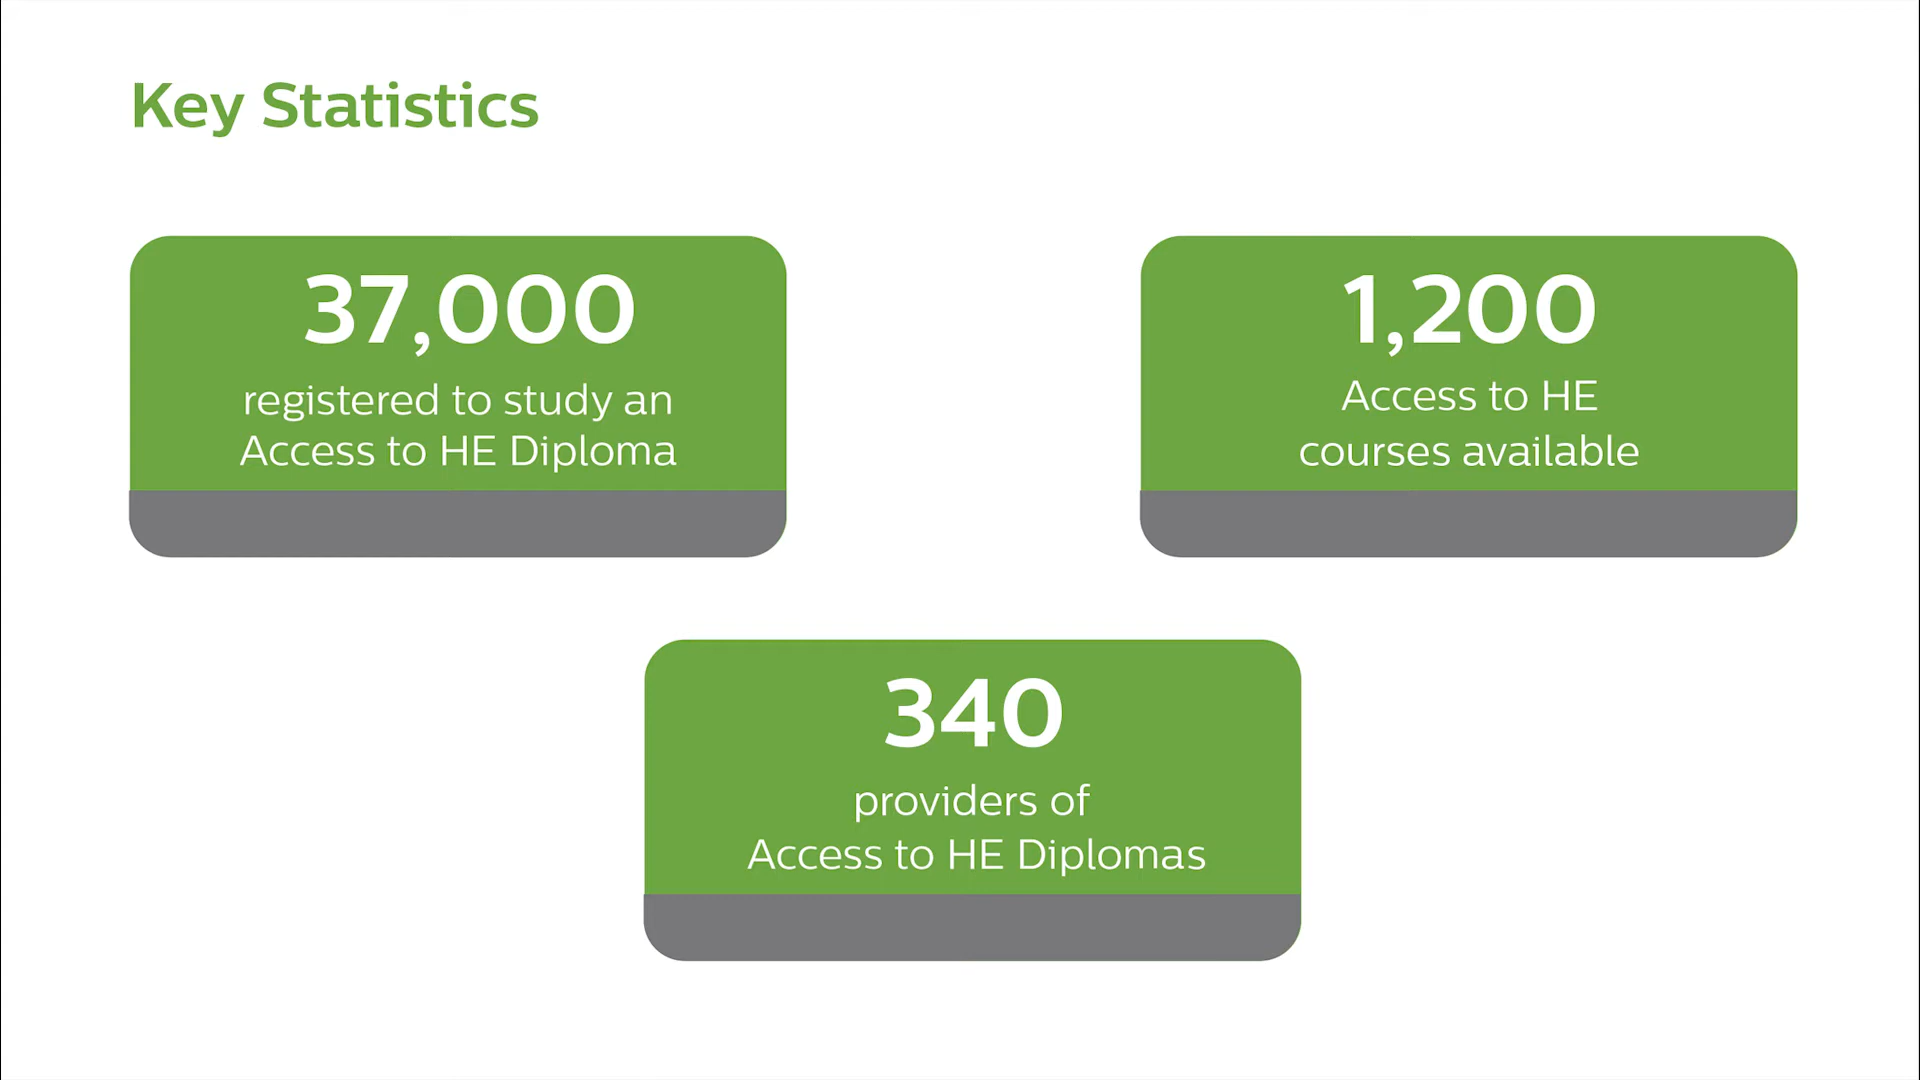 Key Statistics
37,000
registered to study an
Access to HE Diploma
1,200
Access to HE
courses available
340
providers of
Access to HE Diplomas